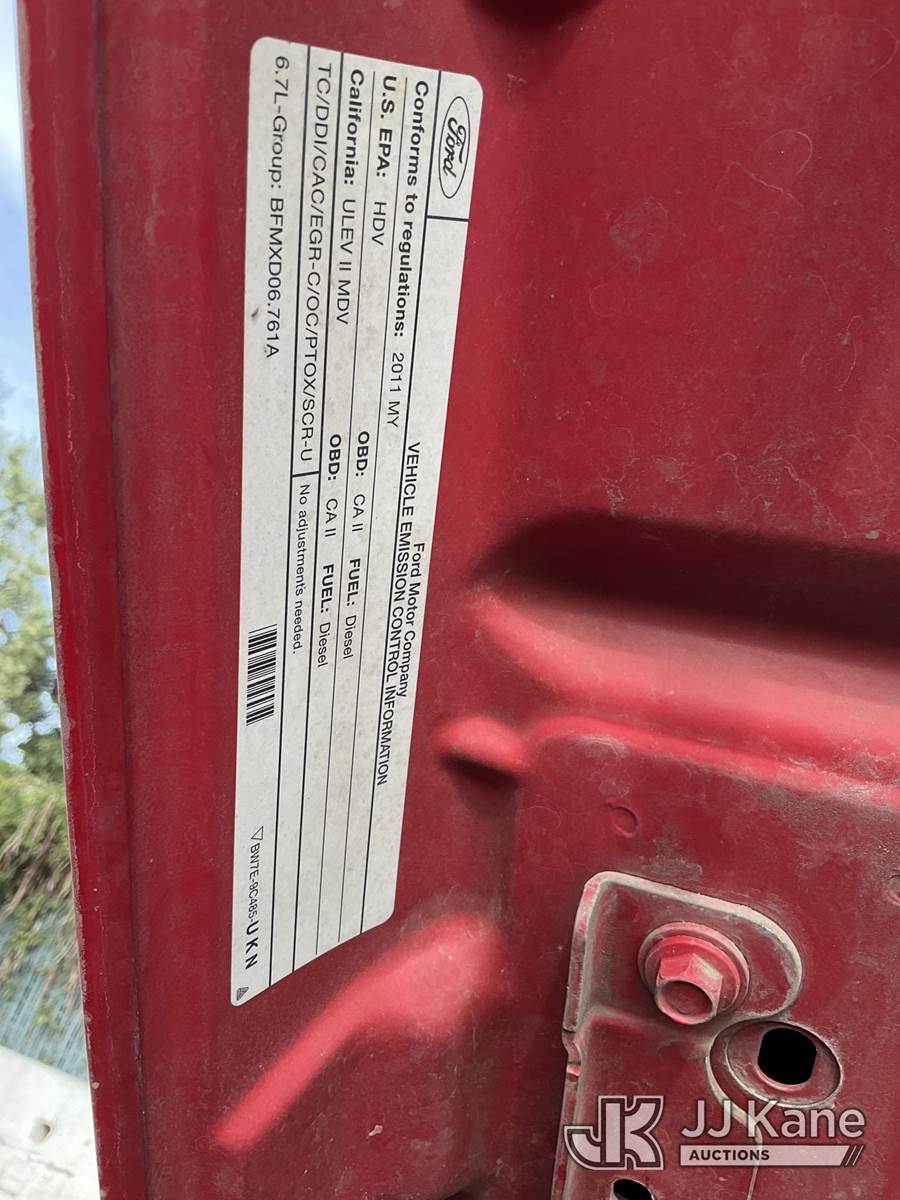 Ford
Ford Motor Company
VEHICLE EMISSION CONTROL INFORMATION
Conforms to regulations: 2011 MY
U.S. EPA: HDV OBD: CA II FUEL: Diesel
California: ULEV II MDV OBD: CA II FUEL: Diesel
TC/DDI/CAC/EGR-C/OC/PTOX/SCR-U No adjustments needed.
6.7L-Group: BFMXD06.761A
BW7E-9C485-UKN
JK JJ Kane
AUCTIONS